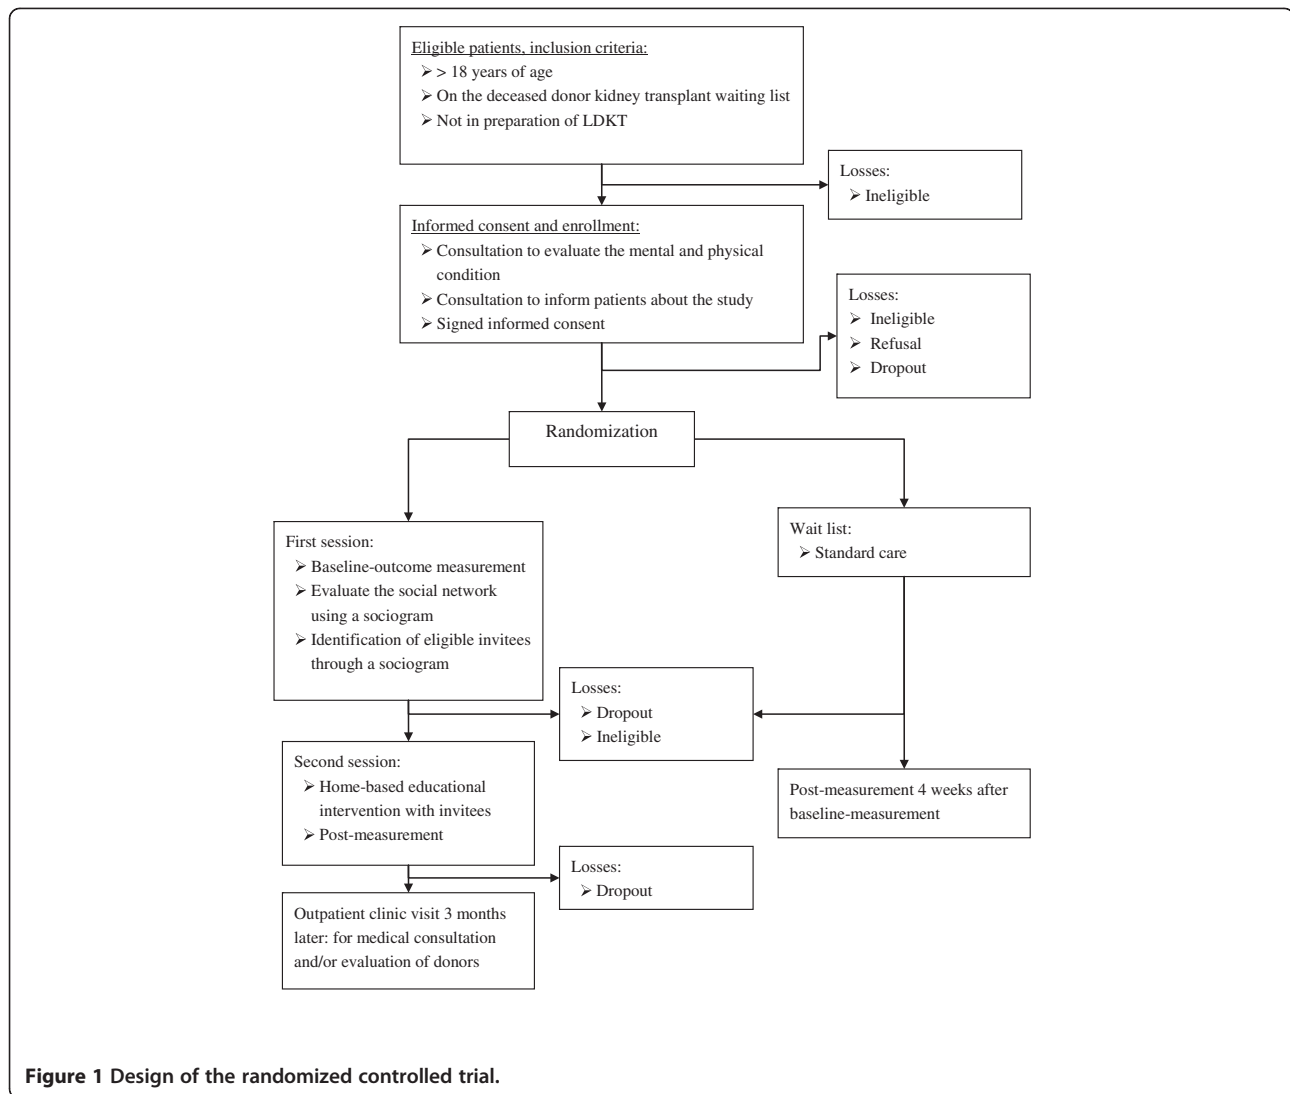 Eligible patients, inclusion criteria:
➢ > 18 years of age
➢ On the deceased donor kidney transplant waiting list
➢ Not in preparation of LDKT
Losses:
➢ Ineligible
Informed consent and enrollment:
➢ Consultation to evaluate the mental and physical
condition
➢ Consultation to inform patients about the study
➢ Signed informed consent
Losses:
➢ Ineligible
➢ Refusal
➢ Dropout
Randomization
First session:
➢ Baseline-outcome measurement
➢ Evaluate the social network
using a sociogram
➢ Identification of eligible invitees
through a sociogram
Wait list:
➢ Standard care
Losses:
➢ Dropout
➢ Ineligible
Second session:
➢ Home-based educational
intervention with invitees
➢ Post-measurement
Post-measurement 4 weeks after
baseline-measurement
Losses:
➢ Dropout
Outpatient clinic visit 3 months
later: for medical consultation
and/or evaluation of donors
Figure 1 Design of the randomized controlled trial.